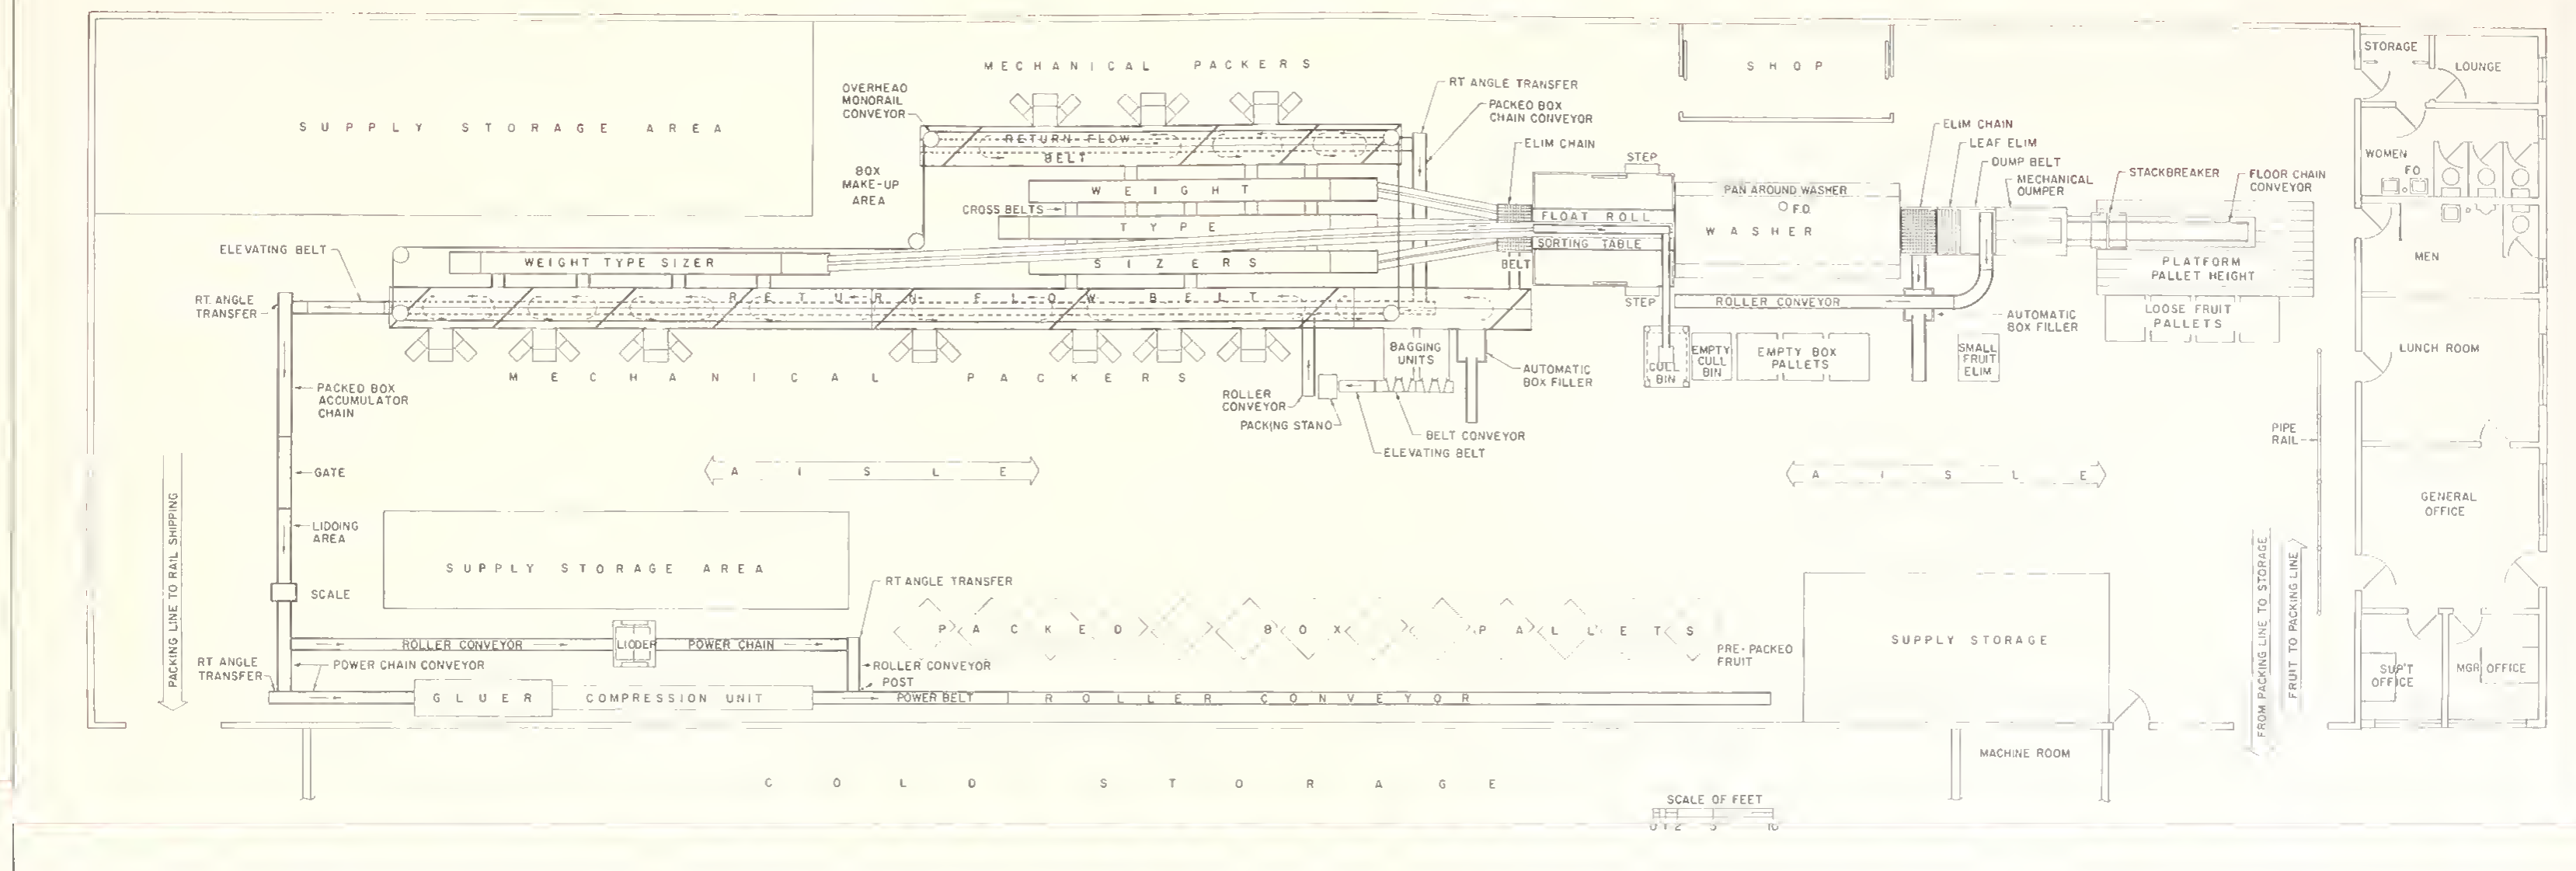 SUPPLY STORAGE AREA
MECHANICAL PACKERS
OVERHEAD
MONORAIL
CONVEYOR
RETURN FLOW
BELT
BOX
MAKE-UP
AREA
WEIGHT
CROSS BELTS
TYPE
SIZERS
RT ANGLE TRANSFER
PACKED BOX
CHAIN CONVEYOR
ELIM CHAIN
STEP
FLOAT ROLL
SORTING TABLE
BELT
STEP
SHOP
PAN AROUND WASHER
F.D.
WASHER
ELIM CHAIN
LEAF ELIM
DUMP BELT
MECHANICAL
DUMPER
STACKBREAKER
FLOOR CHAIN
CONVEYOR
PLATFORM
PALLET HEIGHT
LOOSE FRUIT
PALLETS
ROLLER CONVEYOR
AUTOMATIC
BOX FILLER
SMALL
FRUIT
ELIM
EMPTY BOX
PALLETS
EMPTY
CULL
BIN
CULL
BIN
STORAGE
LOUNGE
WOMEN
FD
MEN
LUNCH ROOM
GENERAL
OFFICE
SUP'T
OFFICE
MGR OFFICE
PIPE
RAIL
ELEVATING BELT
WEIGHT TYPE SIZER
RETURN FLOW BELT
RT. ANGLE
TRANSFER
MECHANICAL PACKERS
BAGGING
UNITS
AUTOMATIC
BOX FILLER
ROLLER
CONVEYOR
PACKING STAND
BELT CONVEYOR
ELEVATING BELT
PACKED BOX
ACCUMULATOR
CHAIN
GATE
LIDDING
AREA
SCALE
AISLE
AISLE
PACKING LINE TO RAIL SHIPPING
SUPPLY STORAGE AREA
RT ANGLE TRANSFER
PACKED BOX PALLETS
PRE-PACKED
FRUIT
SUPPLY STORAGE
FROM PACKING LINE TO STORAGE
FRUIT TO PACKING LINE
ROLLER CONVEYOR
LIDDER
POWER CHAIN
RT ANGLE
TRANSFER
POWER CHAIN CONVEYOR
ROLLER CONVEYOR
POST
GLUER
COMPRESSION UNIT
POWER BELT
ROLLER CONVEYOR
MACHINE ROOM
COLD STORAGE
SCALE OF FEET
0 1 2 5 10